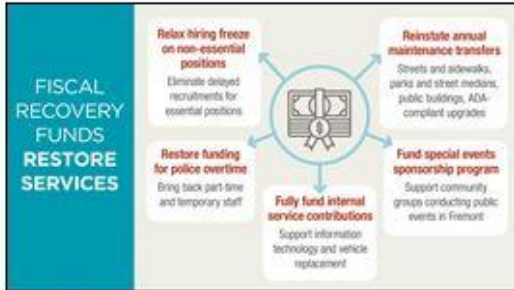 FISCAL
RECOVERY
FUNDS
RESTORE
SERVICES
Relax hiring freeze
on non-essential
positions
Eliminate delayed
recruitments for
essential positions
Reinstate annual
maintenance transfers
Streets and sidewalks,
parks and street medians,
public buildings, ADA-
compliant upgrades
Restore funding
for police overtime
Bring back part-time
and temporary staff
Fully fund internal
service contributions
Support information
technology and vehicle
replacement
Fund special events
sponsorship program
Support community
groups conducting public
events in Fremont